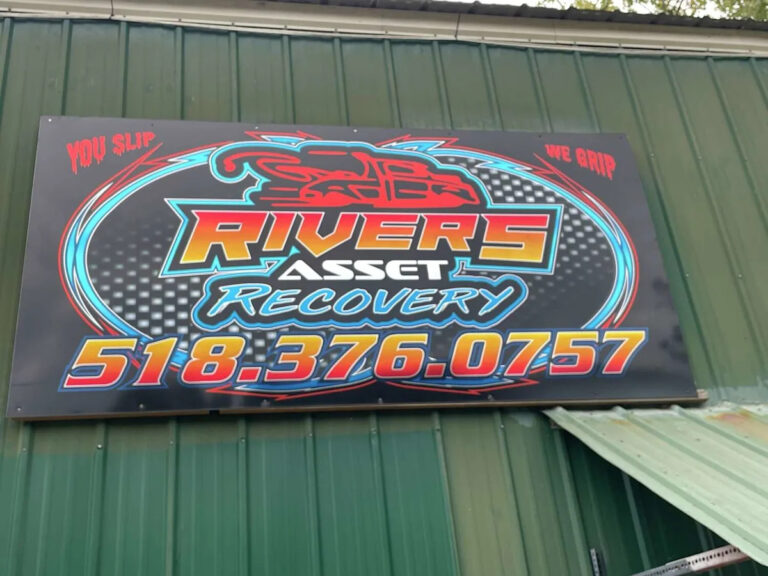 YOU SLIP
WE GRIP
RIVERS
ASSET
RECOVERY
518.376.0757